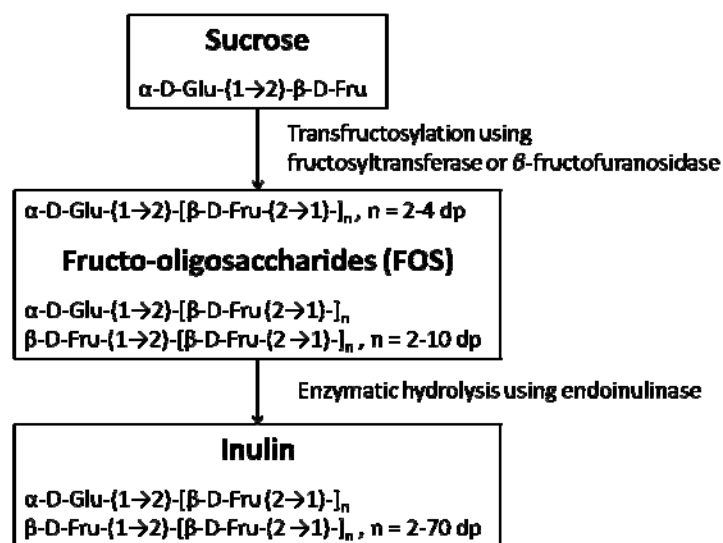 Sucrose
α-D-Glu-(1→2)-β-D-Fru
Transfructosylation using
fructosyltransferase or β-fructofuranosidase
α-D-Glu-(1→2)-[β-D-Fru-(2→1)-]n , n = 2-4 dp
Fructo-oligosaccharides (FOS)
α-D-Glu-(1→2)-[β-D-Fru(2→1)-]n
β-D-Fru-(1→2)-[β-D-Fru-(2→1)-]n , n = 2-10 dp
Enzymatic hydrolysis using endoinulinase
Inulin
α-D-Glu-(1→2)-[β-D-Fru(2→1)-]n
β-D-Fru-(1→2)-[β-D-Fru-(2→1)-]n , n = 2-70 dp